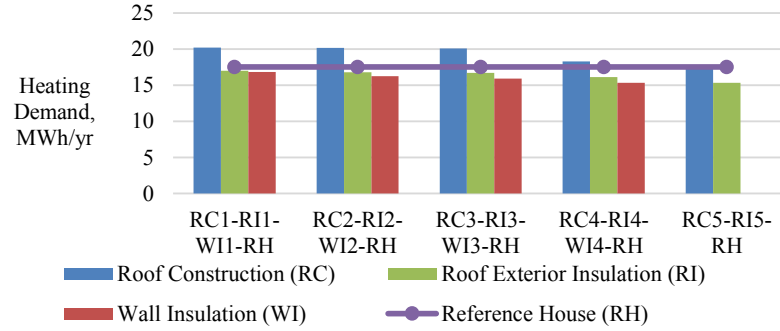 25
20
15
10
5
0
Heating
Demand,
MWh/yr
RC1-RI1-
WI1-RH
RC2-RI2-
WI2-RH
RC3-RI3-
WI3-RH
RC4-RI4-
WI4-RH
RC5-RI5-
RH
Roof Construction (RC)
Roof Exterior Insulation (RI)
Wall Insulation (WI)
Reference House (RH)